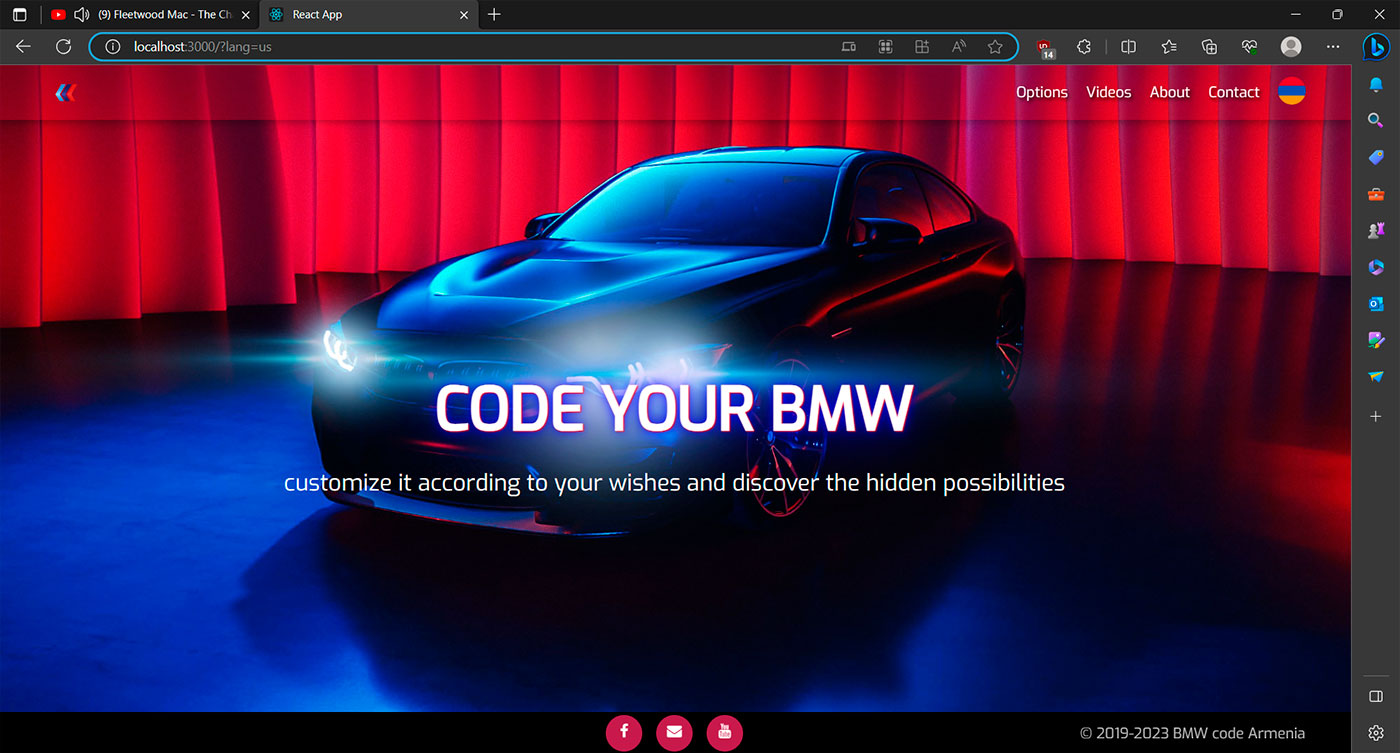 (9) Fleetwood Mac - The Ch
React App
localhost:3000/?lang=us
14
Options Videos About Contact
CODE YOUR BMW
customize it according to your wishes and discover the hidden possibilities
© 2019-2023 BMW code Armenia